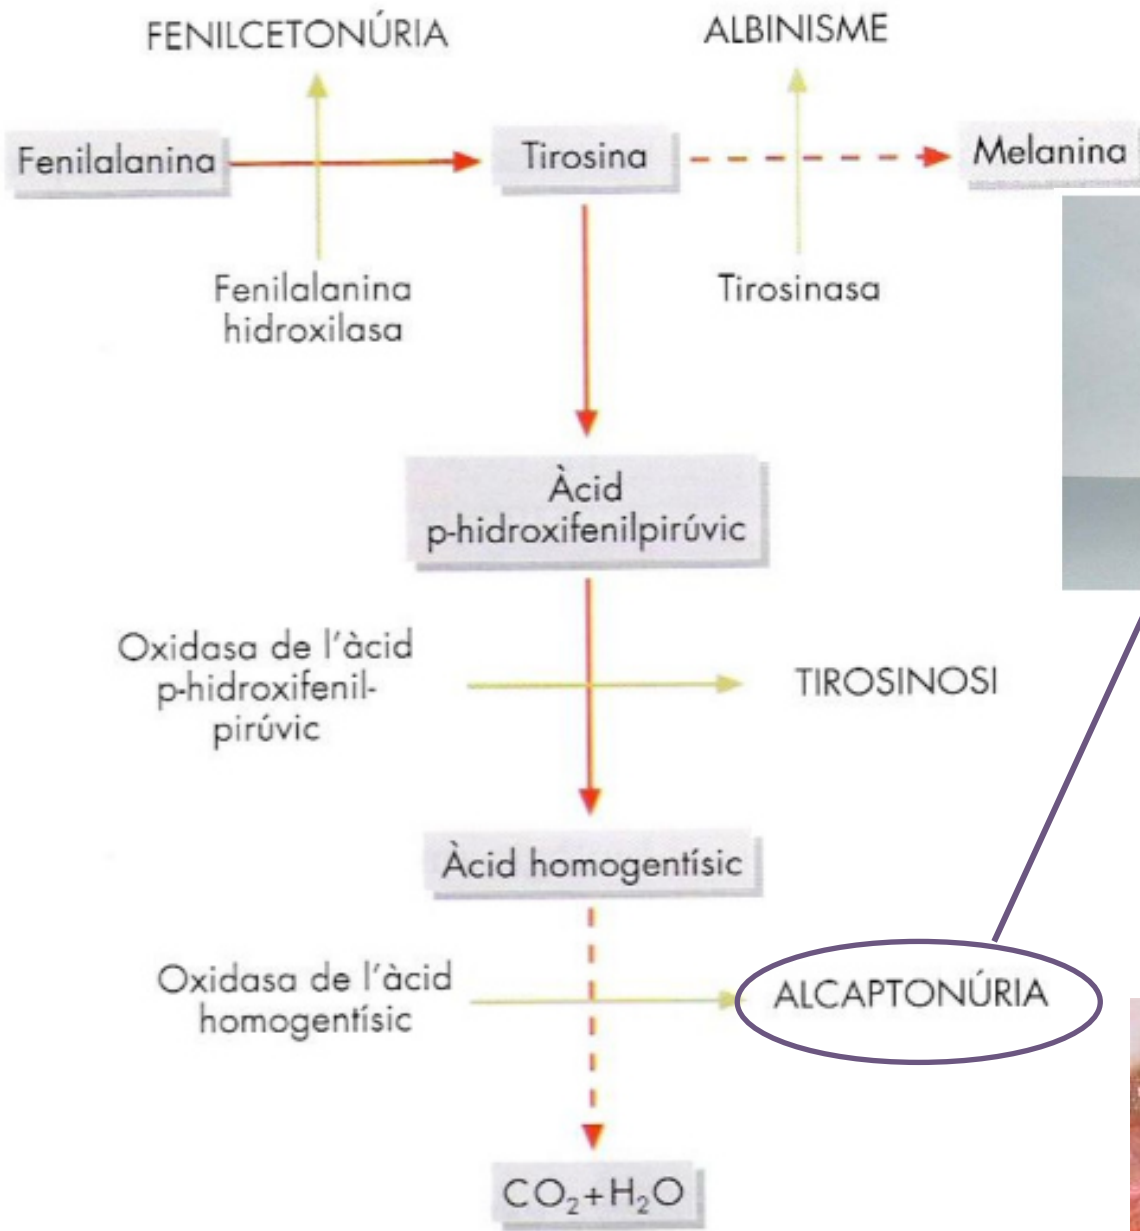 FENILCETONÚRIA
ALBINISME
Fenilalanina
Tirosina
Melanina
Fenilalanina
hidroxilasa
Tirosinasa
Àcid
p-hidroxifenilpirúvic
Oxidasa de l'àcid
p-hidroxifenil-
pirúvic
TIROSINOSI
Àcid homogentísic
Oxidasa de l'àcid
homogentísic
ALCAPTONÚRIA
CO₂+H₂O